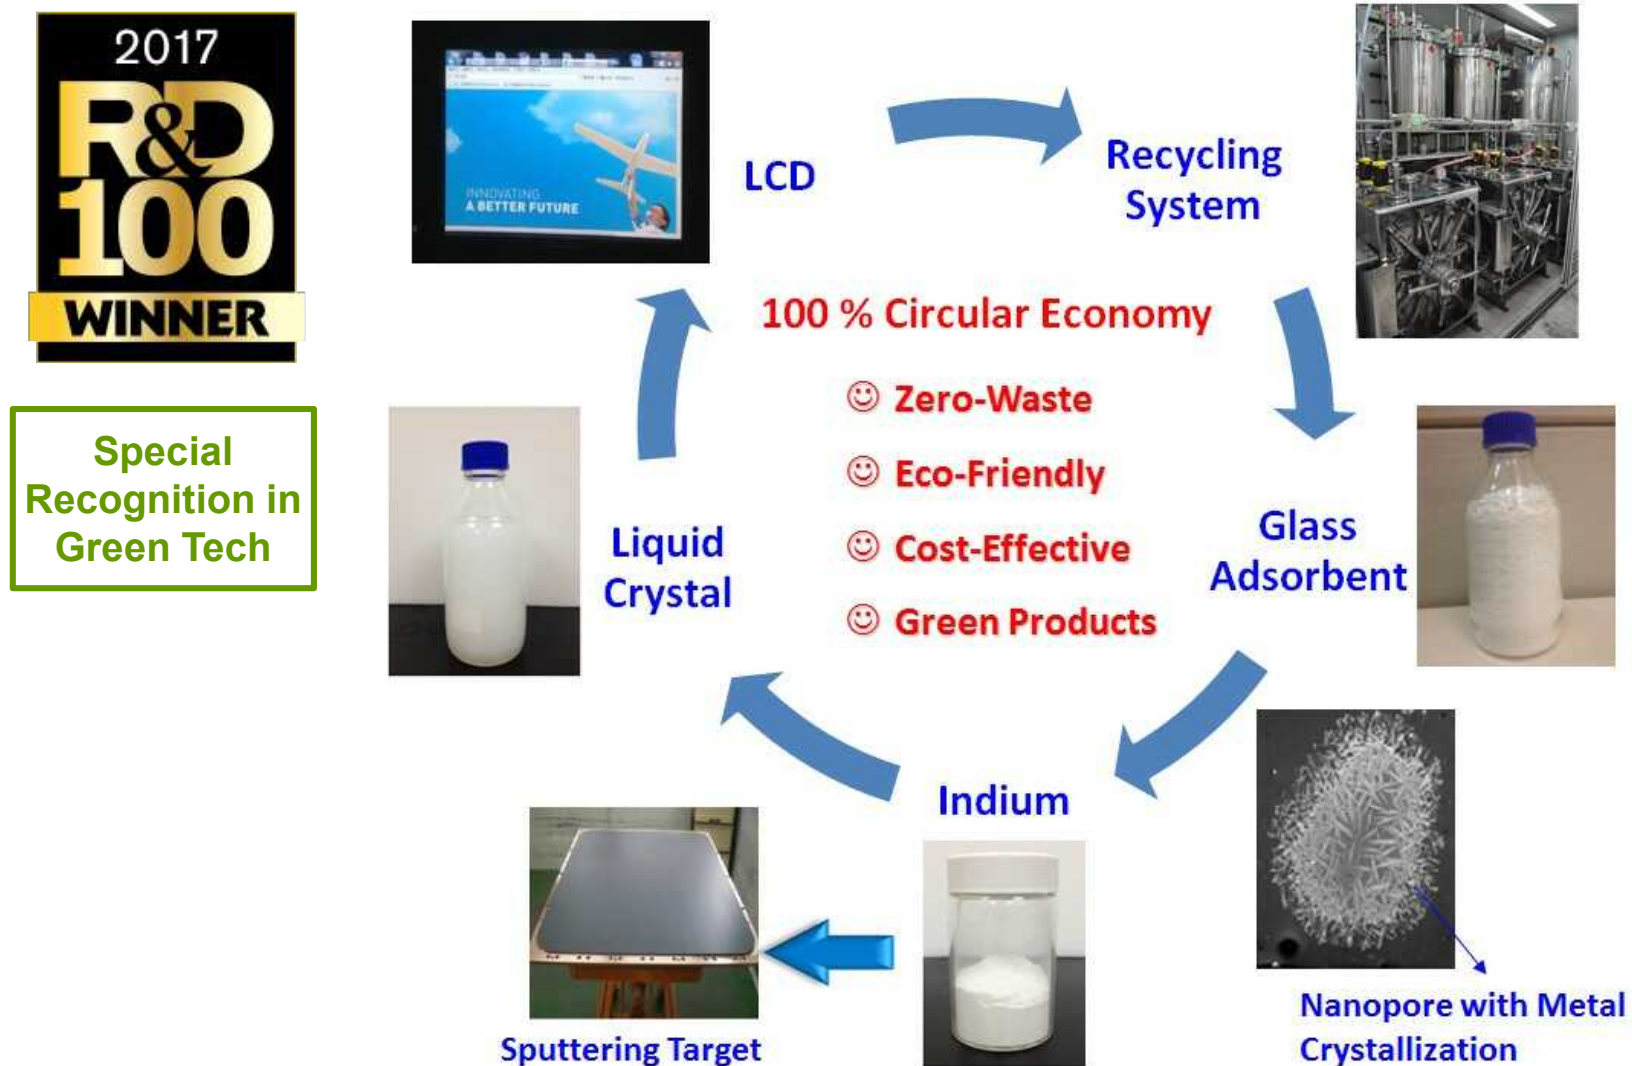 2017
R&D
100
WINNER
Special
Recognition in
Green Tech
INNOVATING
A BETTER FUTURE
LCD
Recycling
System
100 % Circular Economy
Zero-Waste
Eco-Friendly
Cost-Effective
Green Products
Liquid
Crystal
Glass
Adsorbent
Indium
Sputtering Target
Nanopore with Metal
Crystallization